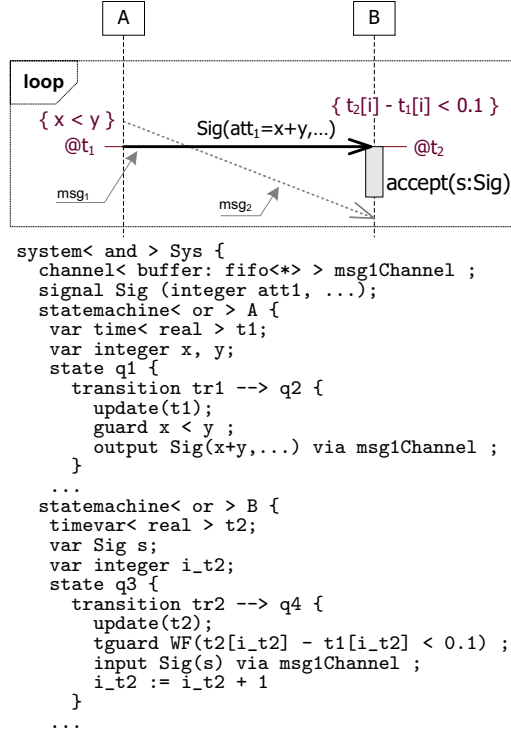 A
B
loop
{ x < y }
{ t₂[i] - t₁[i] < 0.1 }
Sig(att₁=x+y,...)
@t₁
@t₂
msg₁
msg₂
accept(s:Sig)
system< and > Sys {
channel< buffer: fifo<*> > msg1Channel ;
signal Sig (integer att1, ...);
statemachine< or > A {
var time< real > t1;
var integer x, y;
state q1 {
transition tr1 --> q2 {
update(t1);
guard x < y ;
output Sig(x+y,...) via msg1Channel ;
}
...
statemachine< or > B {
timevar< real > t2;
var Sig s;
var integer i_t2;
state q3 {
transition tr2 --> q4 {
update(t2);
tguard WF(t2[i_t2] - t1[i_t2] < 0.1) ;
input Sig(s) via msg1Channel ;
i_t2 := i_t2 + 1
}
...